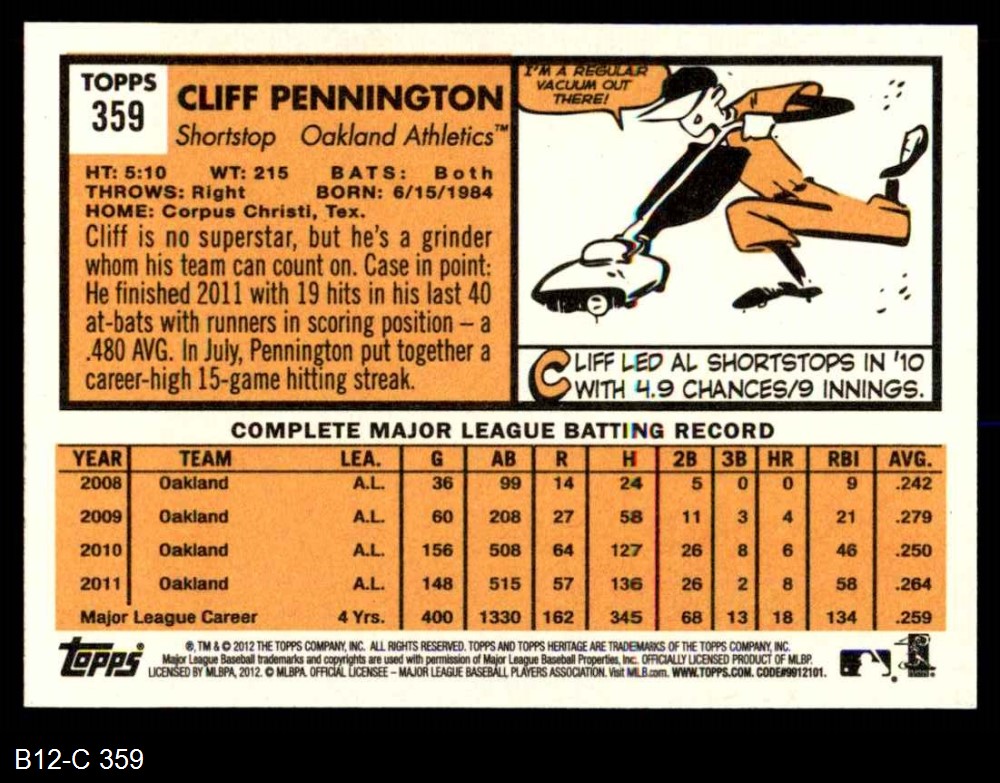 TOPPS
359
CLIFF PENNINGTON
Shortstop Oakland Athletics™
HT: 5:10 WT: 215 BATS: Both
THROWS: Right BORN: 6/15/1984
HOME: Corpus Christi, Tex.
Cliff is no superstar, but he's a grinder
whom his team can count on. Case in point:
He finished 2011 with 19 hits in his last 40
at-bats with runners in scoring position – a
.480 AVG. In July, Pennington put together a
career-high 15-game hitting streak.
I'M A REGULAR
VACUUM OUT
THERE!
CLIFF LED AL SHORTSTOPS IN '10
WITH 4.9 CHANCES/9 INNINGS.
COMPLETE MAJOR LEAGUE BATTING RECORD
YEAR TEAM LEA. G AB R H 2B 3B HR RBI AVG.
2008 Oakland A.L. 36 99 14 24 5 0 0 9 .242
2009 Oakland A.L. 60 208 27 58 11 3 4 21 .279
2010 Oakland A.L. 156 508 64 127 26 8 6 46 .250
2011 Oakland A.L. 148 515 57 136 26 2 8 58 .264
Major League Career 4 Yrs. 400 1330 162 345 68 13 18 134 .259
Topps
®, TM & © 2012 THE TOPPS COMPANY, INC. ALL RIGHTS RESERVED. TOPPS AND TOPPS HERITAGE ARE TRADEMARKS OF THE TOPPS COMPANY, INC.
Major League Baseball trademarks and copyrights are used with permission of Major League Baseball Properties, Inc. OFFICIALLY LICENSED PRODUCT OF MLBP.
LICENSED BY MLBPA, 2012. © MLBPA. OFFICIAL LICENSEE – MAJOR LEAGUE BASEBALL PLAYERS ASSOCIATION. Visit MLB.com. WWW.TOPPS.COM. CODE#9912101.
B12-C 359